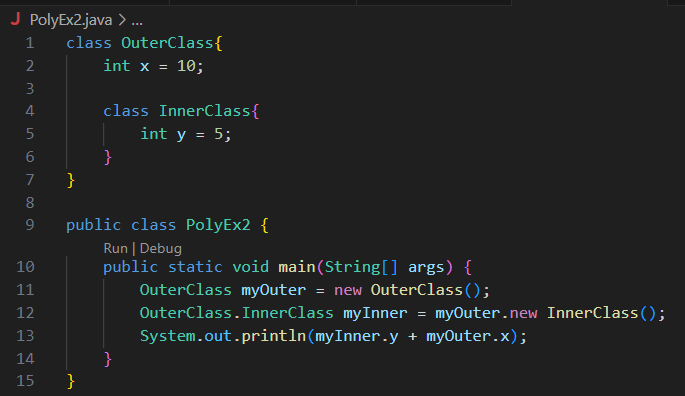 J PolyEx2.java > ...
1 class OuterClass{
2     int x = 10;
3
4     class InnerClass{
5         int y = 5;
6     }
7 }
8
9 public class PolyEx2 {
Run | Debug
10     public static void main(String[] args) {
11         OuterClass myOuter = new OuterClass();
12         OuterClass.InnerClass myInner = myOuter.new InnerClass();
13         System.out.println(myInner.y + myOuter.x);
14     }
15 }